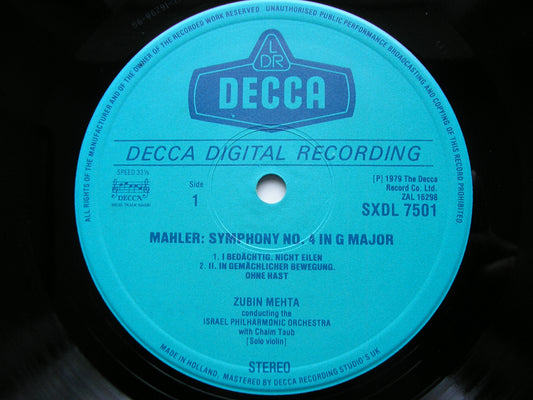 ALL RIGHTS OF THE MANUFACTURER AND OF THE OWNER OF THE RECORDED WORK RESERVED. UNAUTHORISED PUBLIC PERFORMANCE BROADCASTING AND COPYING OF THIS RECORD PROHIBITED
L
DR
DECCA
DECCA DIGITAL RECORDING
SPEED 33⅓
DECCA
Side
1
[P] 1979 The Decca
Record Co. Ltd.
ZAL 16298
SXDL 7501
MAHLER: SYMPHONY NO. 4 IN G MAJOR
1. I BEDÄCHTIG. NICHT EILEN
2. II. IN GEMÄCHLICHER BEWEGUNG.
OHNE HAST
ZUBIN MEHTA
conducting the
ISRAEL PHILHARMONIC ORCHESTRA
with Chaim Taub
[Solo violin]
STEREO
MADE IN HOLLAND, MASTERED BY DECCA RECORDING STUDIO'S UK